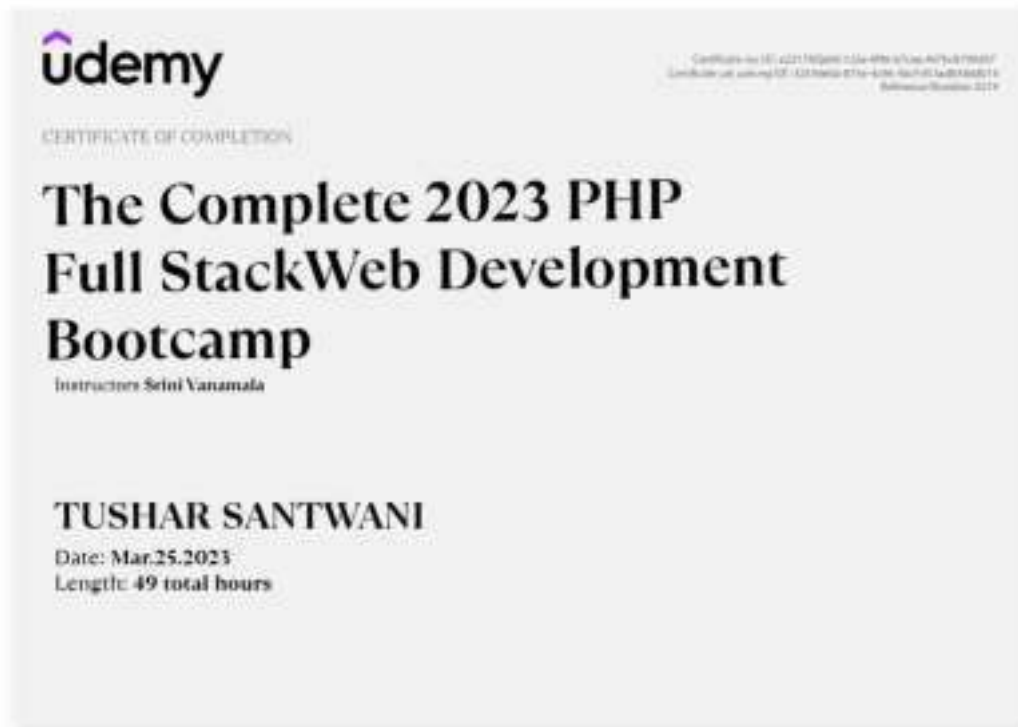 udemy
CERTIFICATE OF COMPLETION
The Complete 2023 PHP
Full StackWeb Development
Bootcamp
Instructors Srini Vanamala
TUSHAR SANTWANI
Date: Mar.25.2023
Length: 49 total hours